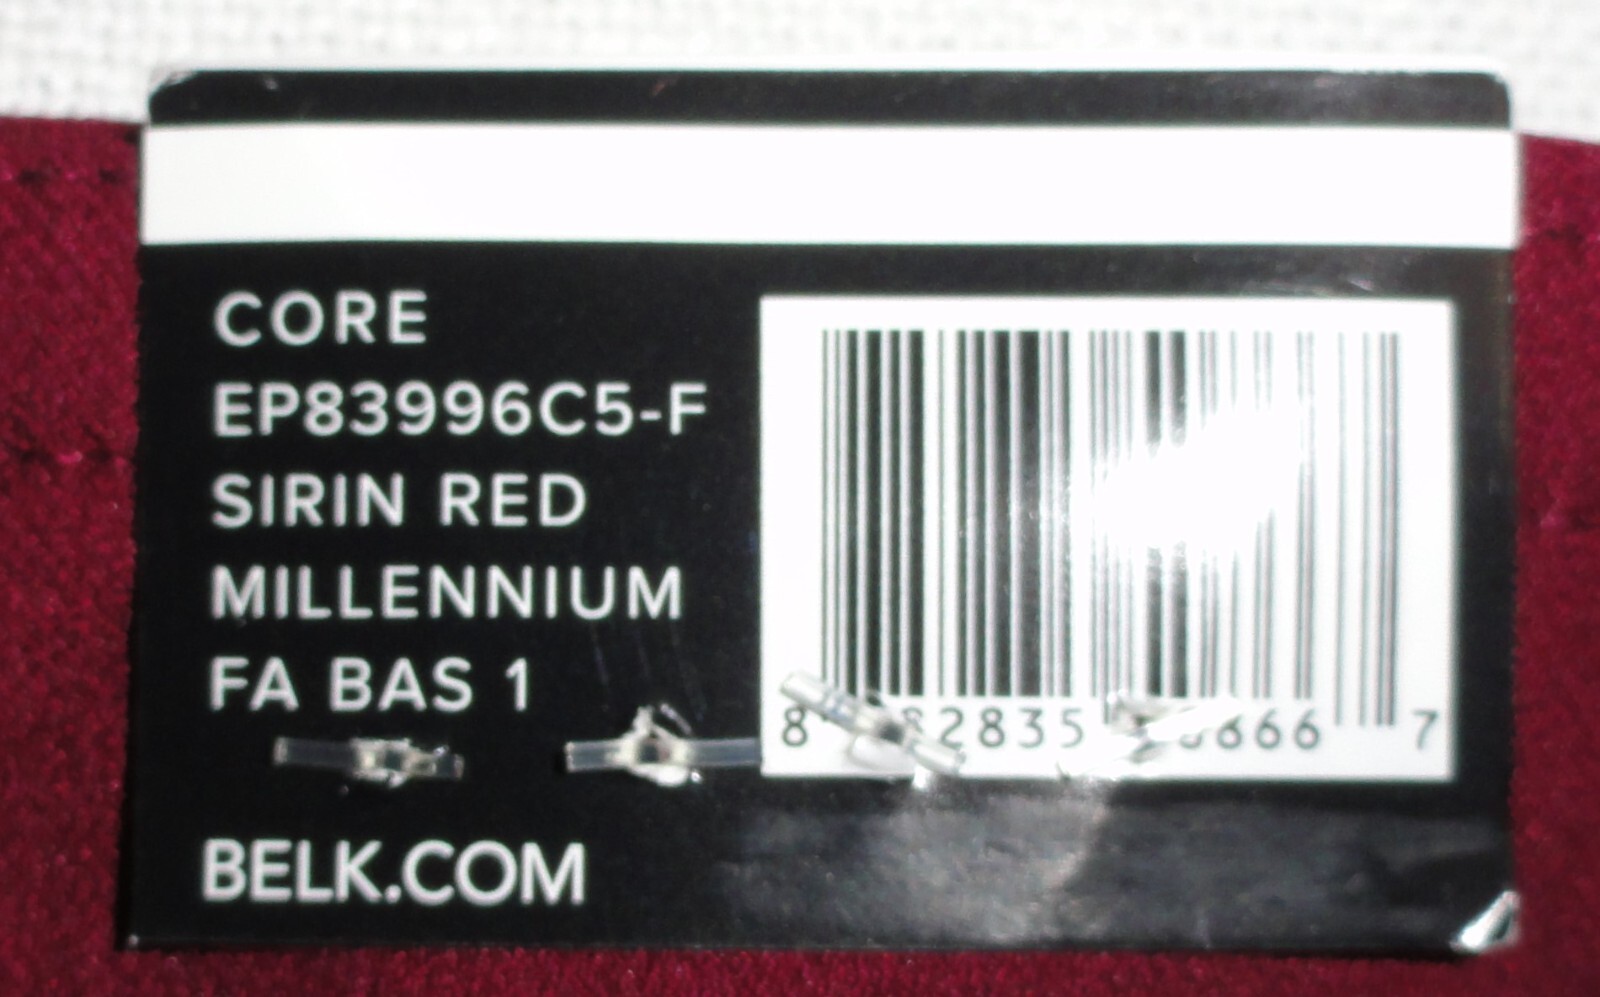 CORE
EP83996C5-F
SIRIN RED
MILLENNIUM
FA BAS 1
BELK.COM